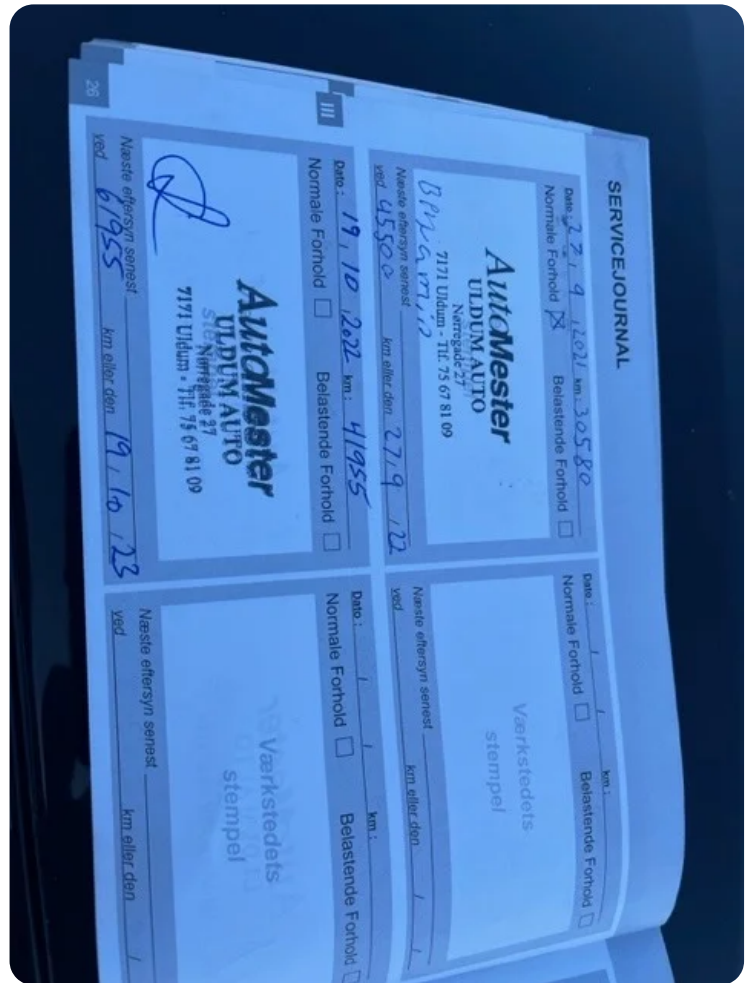 SERVICEJOURNAL
Dato: 27 / 9 / 2021 km: 30580
Normale Forhold ☒ Belastende Forhold ☐
AutoMester
ULDUM AUTO
Nørregade 27
7171 Uldum - Tlf. 75 67 81 09
Benjamin
Næste eftersyn senest
ved 45500 km eller den 27 / 9 / 22
Dato: / / km:
Normale Forhold ☐ Belastende Forhold ☐
Værkstedets
stempel
Næste eftersyn senest
ved km eller den / /
III
Dato: 19 / 10 / 2022 km: 41955
Normale Forhold ☐ Belastende Forhold ☐
AutoMester
ULDUM AUTO
Nørregade 27
7171 Uldum - Tlf. 75 67 81 09
Næste eftersyn senest
ved 61955 km eller den 19 / 10 / 23
Dato: / / km:
Normale Forhold ☐ Belastende Forhold ☐
Værkstedets
stempel
Næste eftersyn senest
ved km eller den /
26